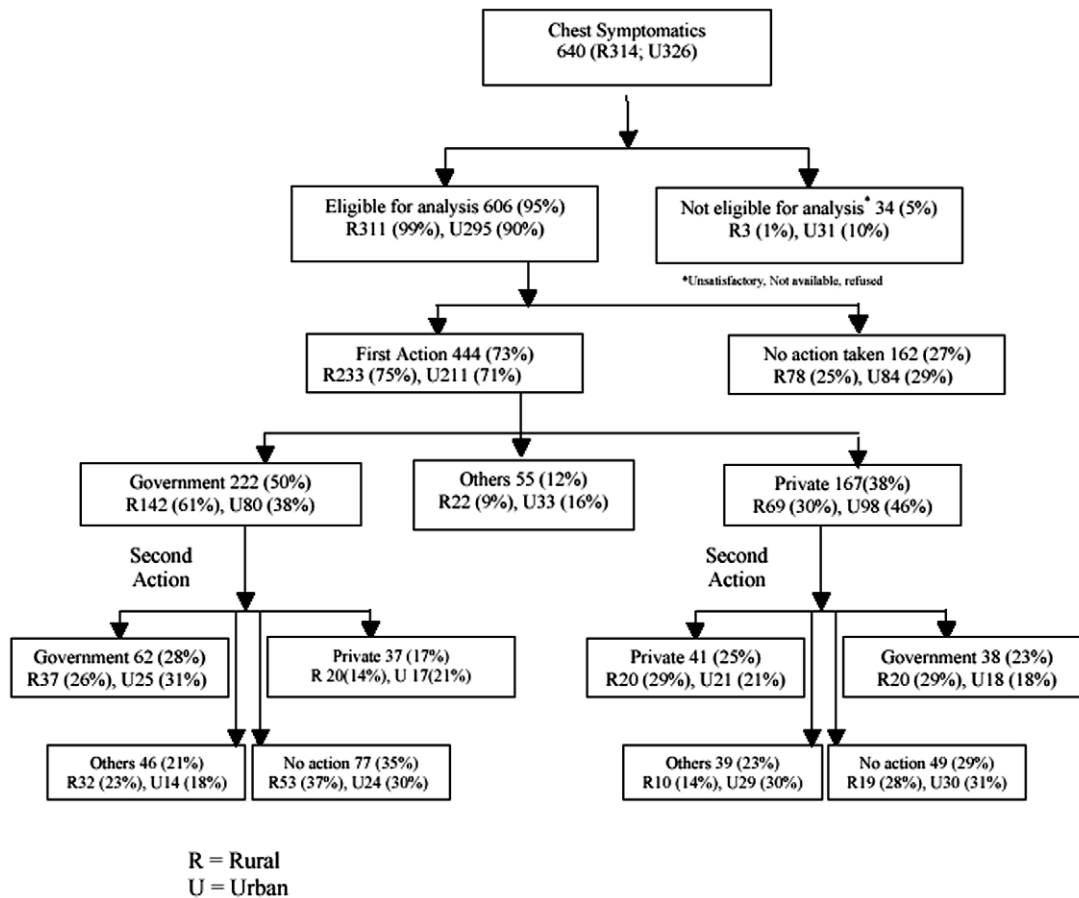 Chest Symptomatics
640 (R314; U326)
Eligible for analysis 606 (95%)
R311 (99%), U295 (90%)
Not eligible for analysis* 34 (5%)
R3 (1%), U31 (10%)
*Unsatisfactory, Not available, refused
First Action 444 (73%)
R233 (75%), U211 (71%)
No action taken 162 (27%)
R78 (25%), U84 (29%)
Government 222 (50%)
R142 (61%), U80 (38%)
Others 55 (12%)
R22 (9%), U33 (16%)
Private 167(38%)
R69 (30%), U98 (46%)
Second
Action
Second
Action
Government 62 (28%)
R37 (26%), U25 (31%)
Private 37 (17%)
R 20(14%), U 17(21%)
Private 41 (25%)
R20 (29%), U21 (21%)
Government 38 (23%)
R20 (29%), U18 (18%)
Others 46 (21%)
R32 (23%), U14 (18%)
No action 77 (35%)
R53 (37%), U24 (30%)
Others 39 (23%)
R10 (14%), U29 (30%)
No action 49 (29%)
R19 (28%), U30 (31%)
R = Rural
U = Urban